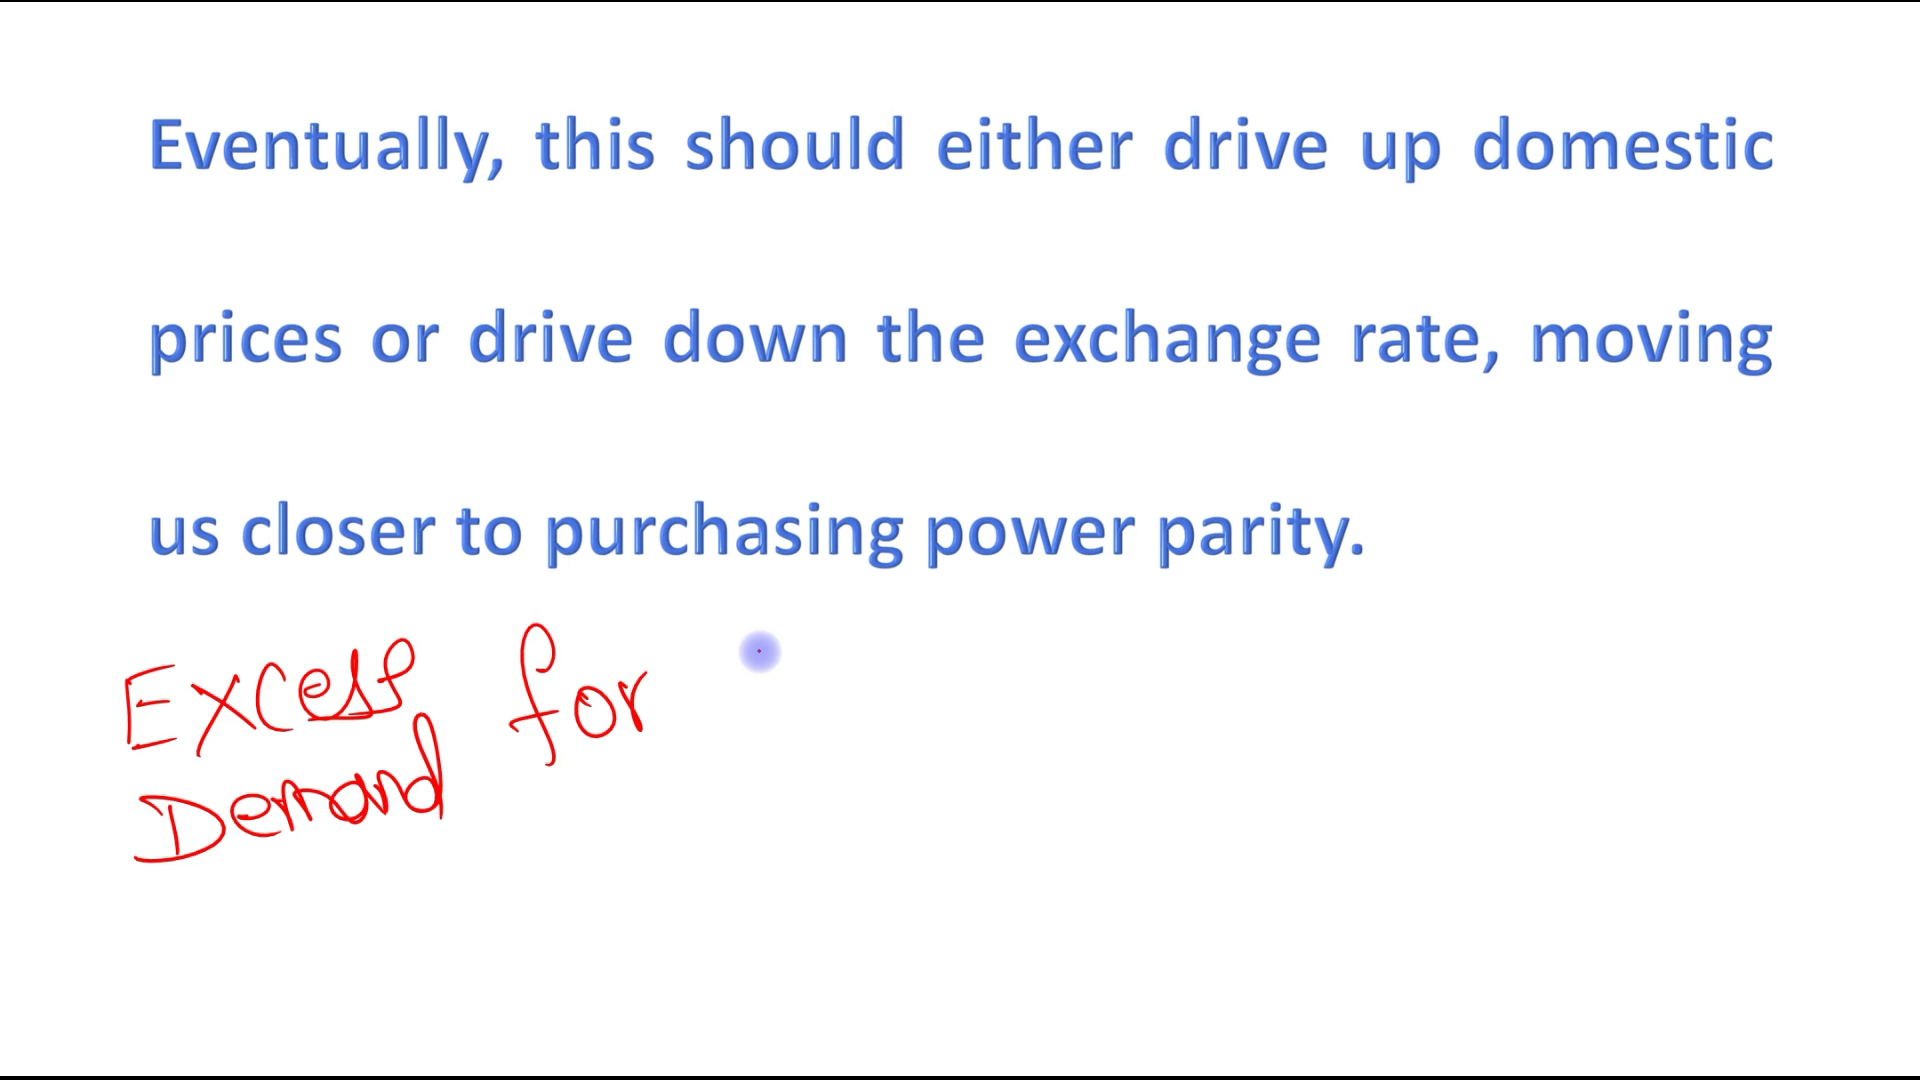 Eventually, this should either drive up domestic
prices or drive down the exchange rate, moving
us closer to purchasing power parity.
Excess for
Demand